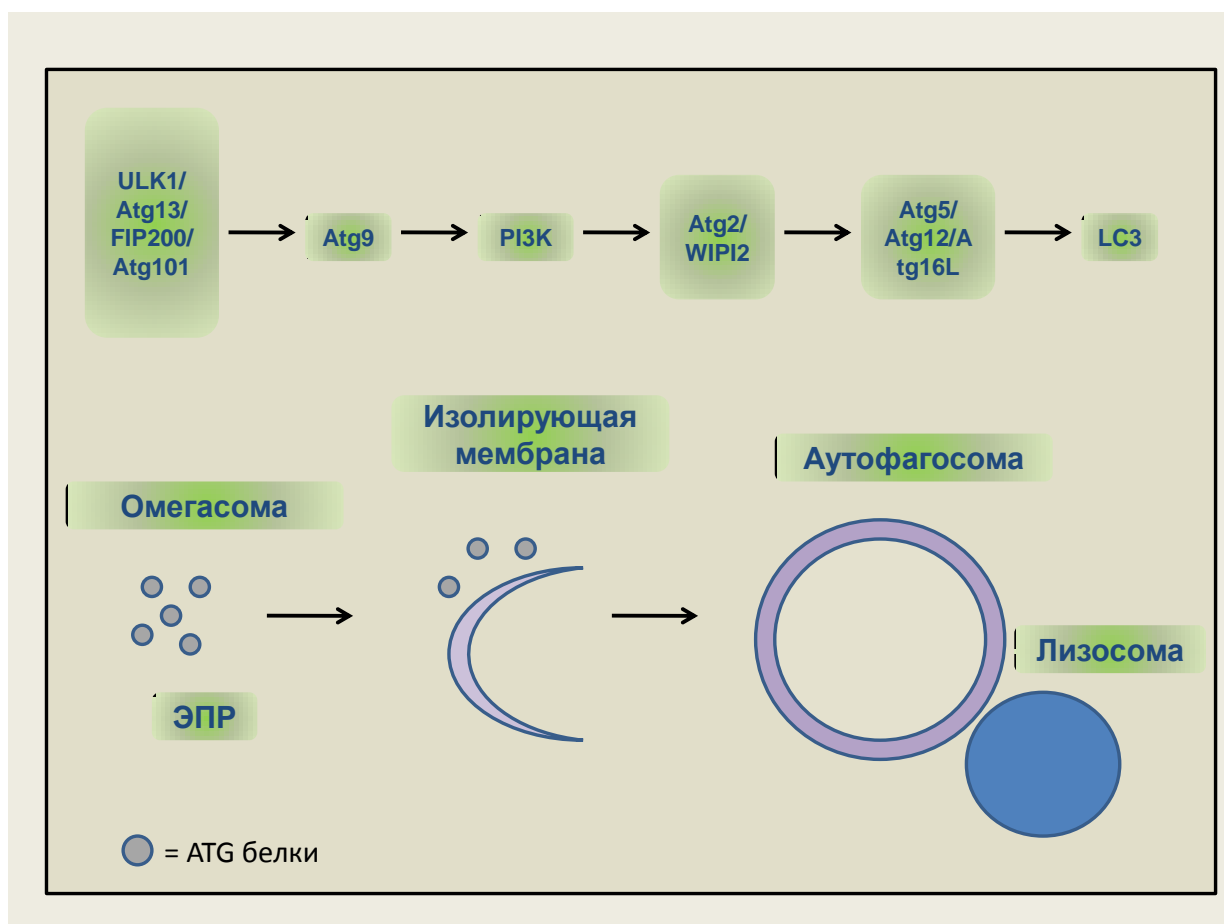 ULK1/
Atg13/
FIP200/
Atg101
Atg9
PI3K
Atg2/
WIPI2
Atg5/
Atg12/A
tg16L
LC3
Изолирующая
мембрана
Аутофагосома
Омегасома
Лизосома
ЭПР
= ATG белки